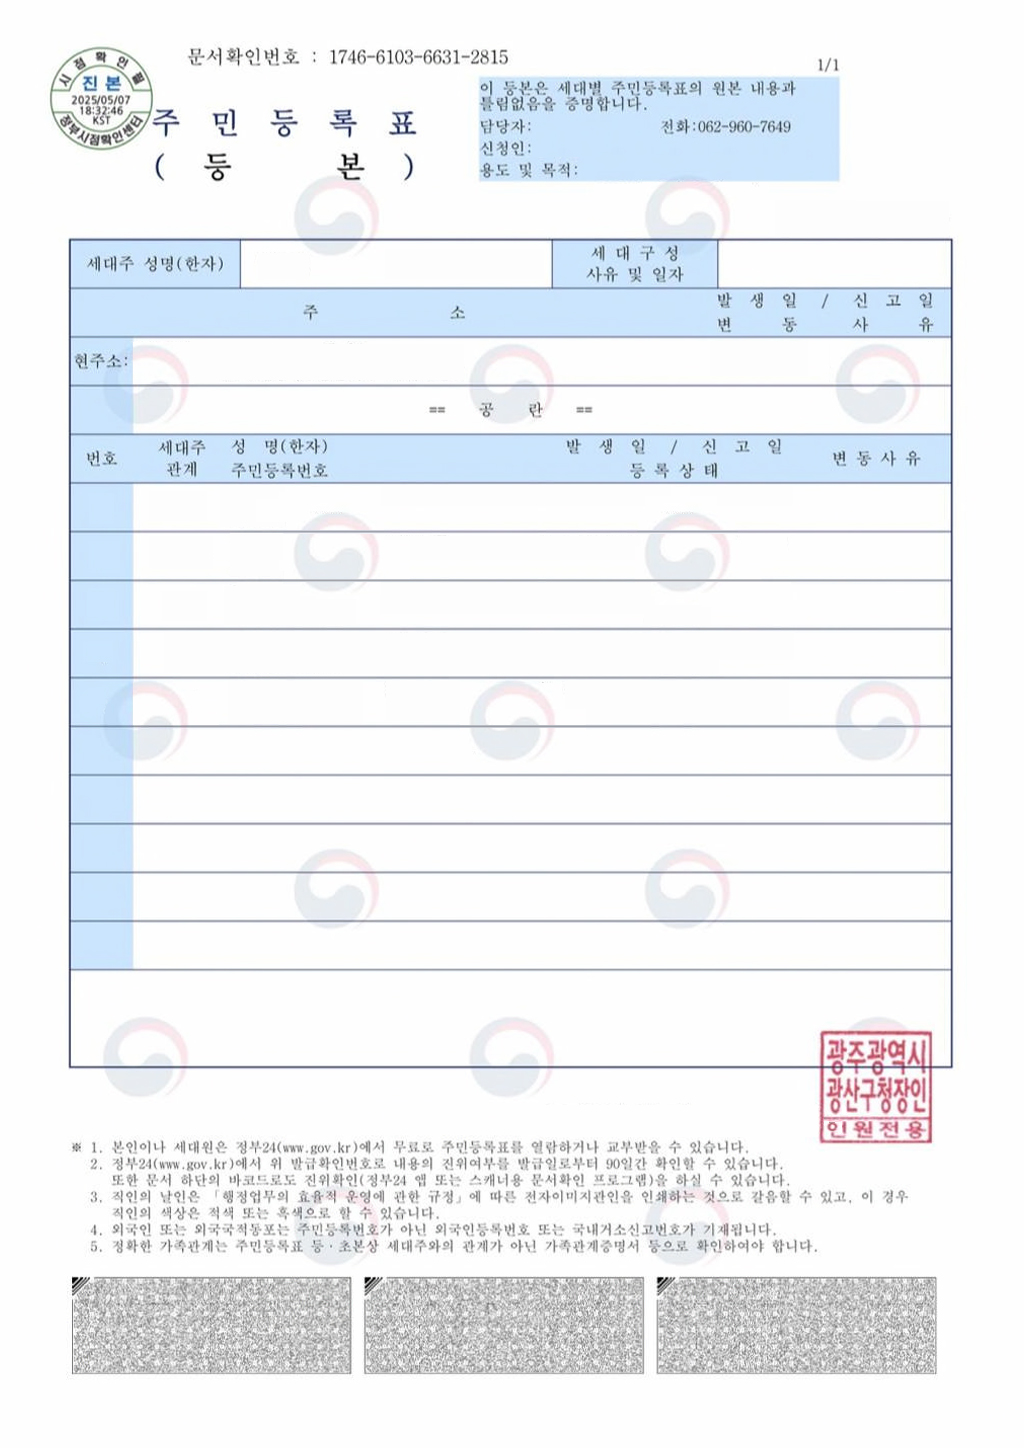 문서확인번호 : 1746-6103-6631-2815
1/1
시점확인필
진본
2025/05/07
18:32:46
KST
정부시점확인센터
주 민 등 록 표
( 등 본 )
이 등본은 세대별 주민등록표의 원본 내용과
틀림없음을 증명합니다.
담당자: 전화:062-960-7649
신청인:
용도 및 목적:
세대주 성명(한자)
세 대 구 성
사유 및 일자
주 소
발 생 일 / 신 고 일
변 동 사 유
현주소:
== 공 란 ==
번호
세대주
관계
성 명(한자)
주민등록번호
발 생 일 / 신 고 일
등 록 상 태
변 동 사 유
광주광역시
광산구청장인
민원전용
※ 1. 본인이나 세대원은 정부24(www.gov.kr)에서 무료로 주민등록표를 열람하거나 교부받을 수 있습니다.
2. 정부24(www.gov.kr)에서 위 발급확인번호로 내용의 진위여부를 발급일로부터 90일간 확인할 수 있습니다.
또한 문서 하단의 바코드로도 진위확인(정부24 앱 또는 스캐너용 문서확인 프로그램)을 하실 수 있습니다.
3. 직인의 날인은 「행정업무의 효율적 운영에 관한 규정」에 따른 전자이미지관인을 인쇄하는 것으로 갈음할 수 있고, 이 경우
직인의 색상은 적색 또는 흑색으로 할 수 있습니다.
4. 외국인 또는 외국국적동포는 주민등록번호가 아닌 외국인등록번호 또는 국내거소신고번호가 기재됩니다.
5. 정확한 가족관계는 주민등록표 등·초본상 세대주와의 관계가 아닌 가족관계증명서 등으로 확인하여야 합니다.